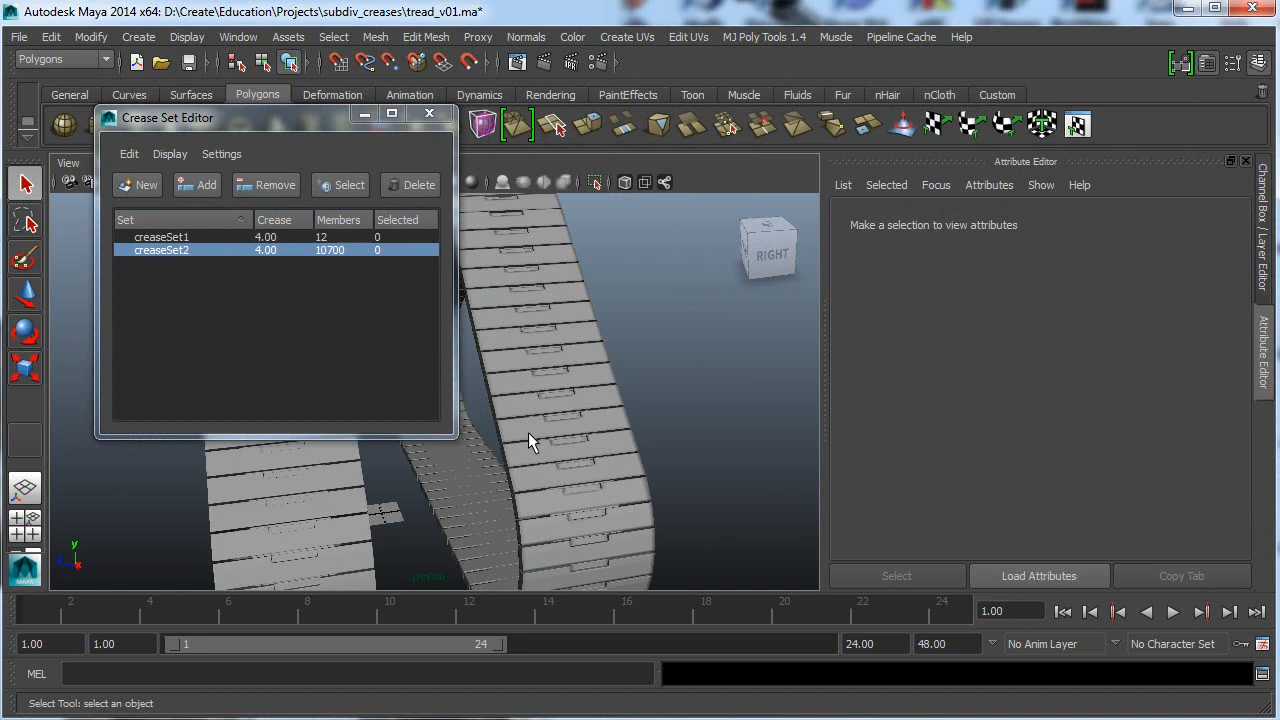 Autodesk Maya 2014 x64: D:\Create\Education\Projects\subdiv_creases\tread_v01.ma*
File Edit Modify Create Display Window Assets Select Mesh Edit Mesh Proxy Normals Color Create UVs Edit UVs MJ Poly Tools 1.4 Muscle Pipeline Cache Help
Polygons
General Curves Surfaces Polygons Deformation Animation Dynamics Rendering PaintEffects Toon Muscle Fluids Fur nHair nCloth Custom
Crease Set Editor
Edit Display Settings
New Add Remove Select Delete
Set Crease Members Selected
creaseSet1 4.00 12 0
creaseSet2 4.00 10700 0
View
RIGHT
y
z x
persp
Attribute Editor
List Selected Focus Attributes Show Help
Make a selection to view attributes
Select Load Attributes Copy Tab
Channel Box / Layer Editor
Attribute Editor
2 4 6 8 10 12 14 16 18 20 22 24
1.00
1.00 1.00 1 24 24.00 48.00 No Anim Layer No Character Set
MEL
Select Tool: select an object